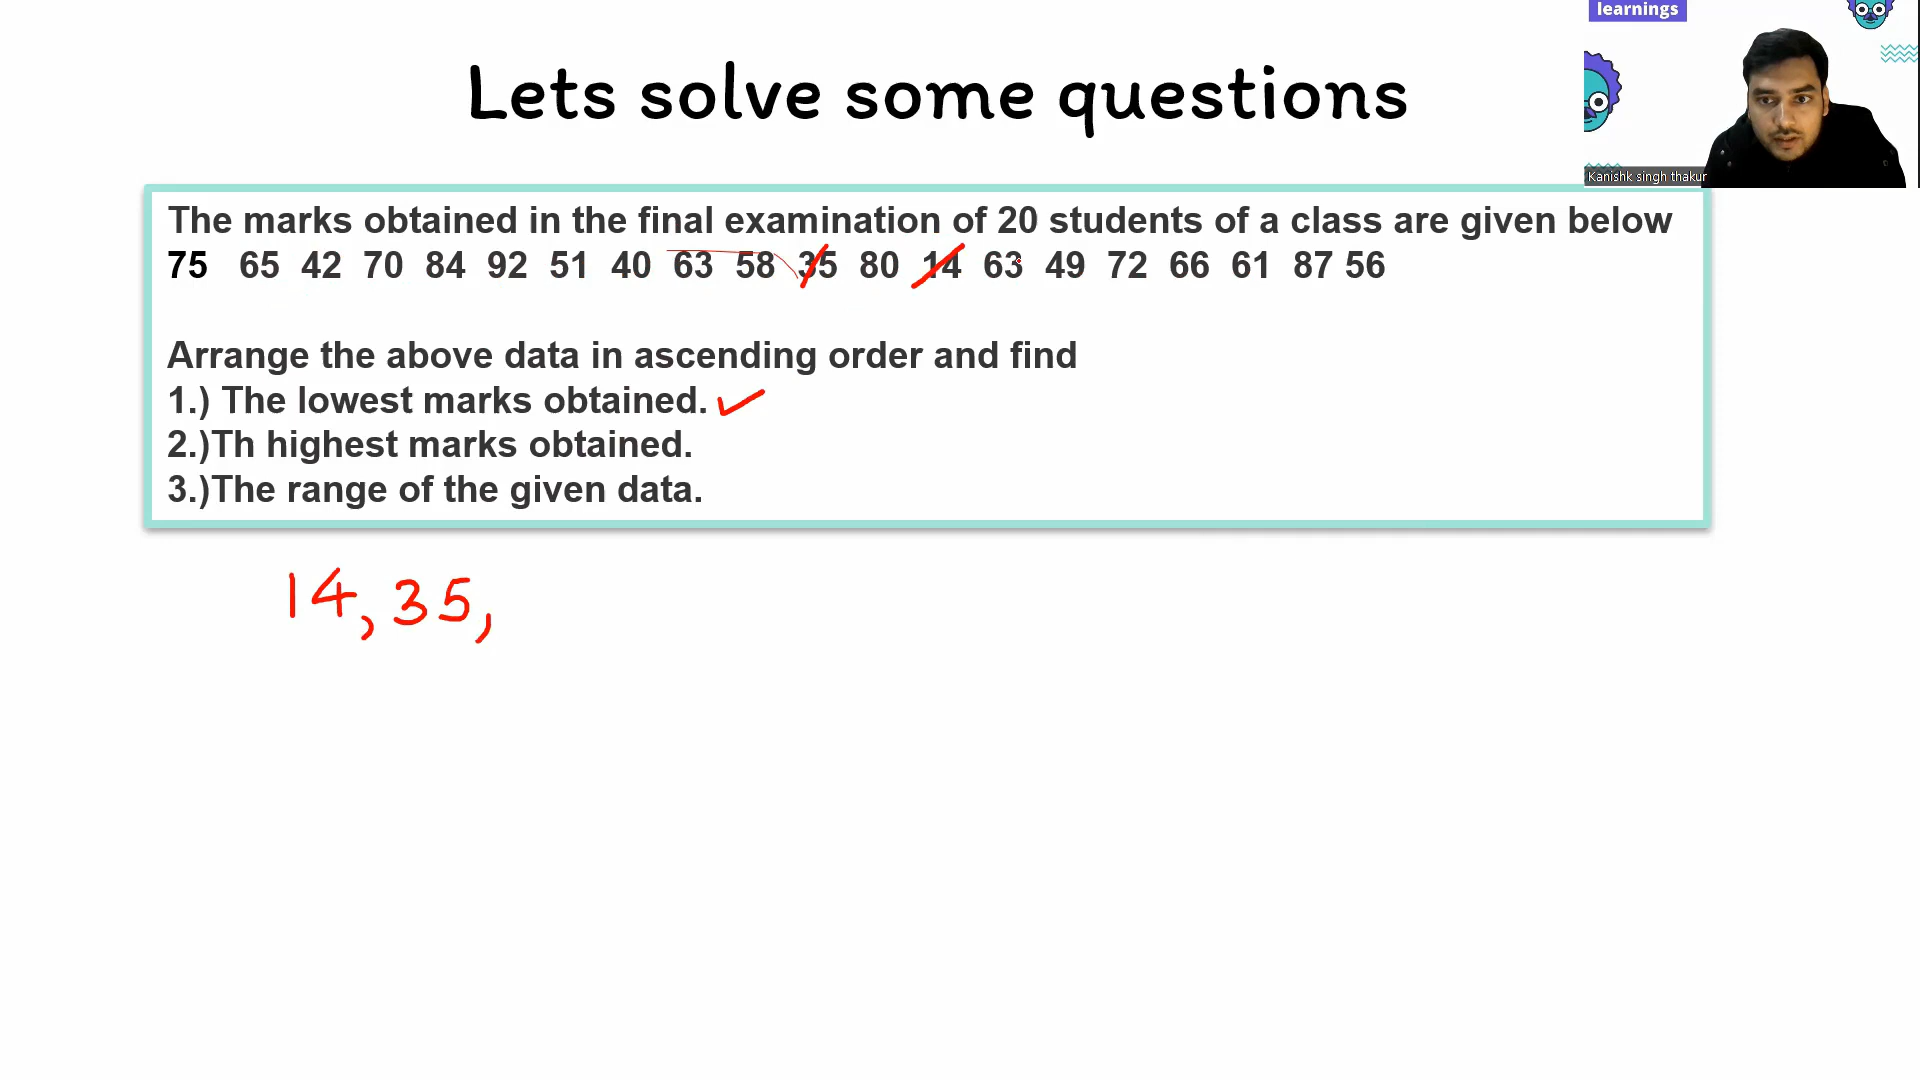 learnings
Lets solve some questions
Kanishk singh thakur
The marks obtained in the final examination of 20 students of a class are given below
75 65 42 70 84 92 51 40 63 58 35 80 14 63 49 72 66 61 87 56
Arrange the above data in ascending order and find
1.) The lowest marks obtained.
2.)Th highest marks obtained.
3.)The range of the given data.
14, 35,